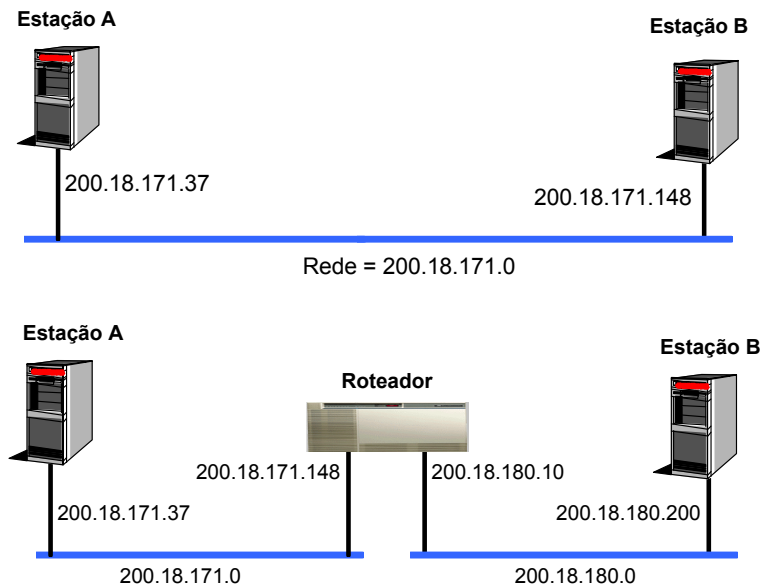 Estação A
Estação B
200.18.171.37
200.18.171.148
Rede = 200.18.171.0
Estação A
Estação B
Roteador
200.18.171.148
200.18.180.10
200.18.171.37
200.18.180.200
200.18.171.0
200.18.180.0